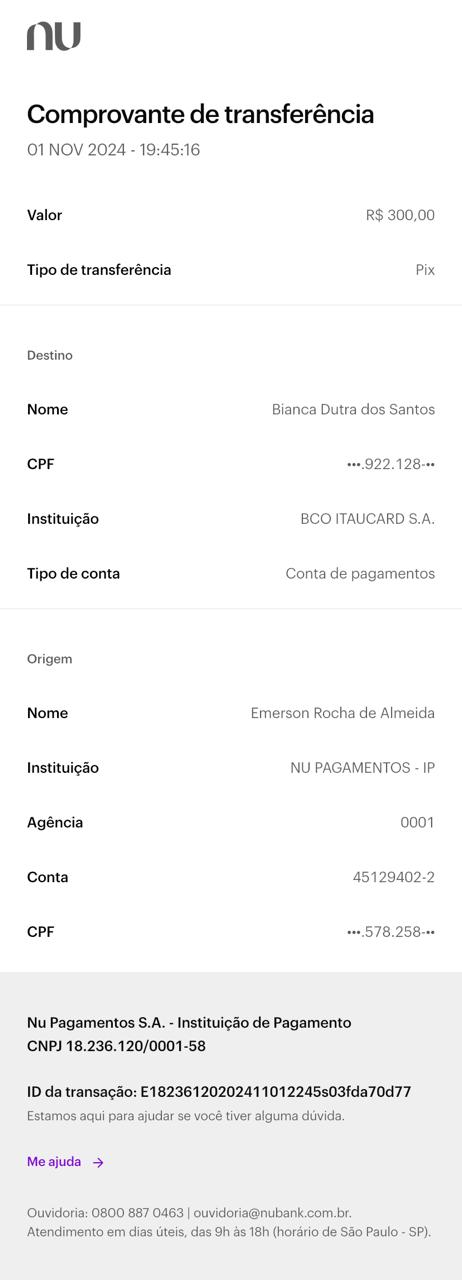 nu
Comprovante de transferência
01 NOV 2024 - 19:45:16
Valor R$ 300,00
Tipo de transferência Pix
Destino
Nome Bianca Dutra dos Santos
CPF •••.922.128-••
Instituição BCO ITAUCARD S.A.
Tipo de conta Conta de pagamentos
Origem
Nome Emerson Rocha de Almeida
Instituição NU PAGAMENTOS - IP
Agência 0001
Conta 45129402-2
CPF •••.578.258-••
Nu Pagamentos S.A. - Instituição de Pagamento
CNPJ 18.236.120/0001-58
ID da transação: E18236120202411012245s03fda70d77
Estamos aqui para ajudar se você tiver alguma dúvida.
Me ajuda →
Ouvidoria: 0800 887 0463 | ouvidoria@nubank.com.br.
Atendimento em dias úteis, das 9h às 18h (horário de São Paulo - SP).